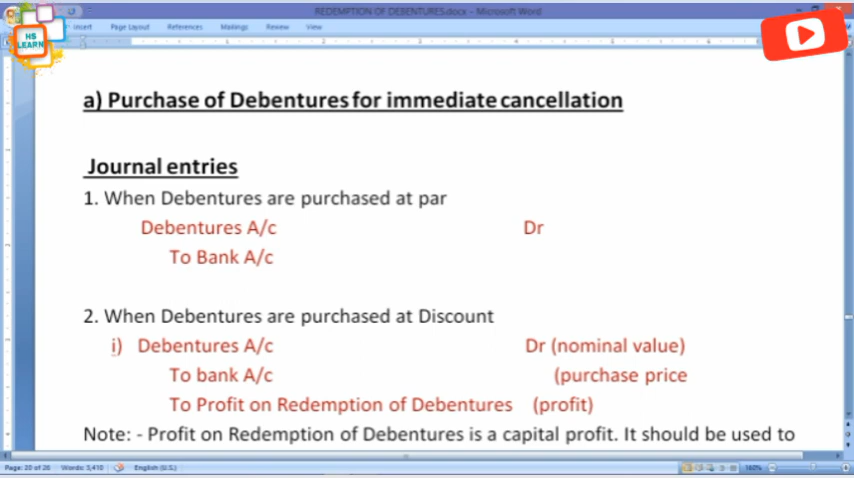 REDEMPTION OF DEBENTURES.docx - Microsoft Word
HS
LEARN
Insert Page Layout References Mailings Review View
a) Purchase of Debentures for immediate cancellation
Journal entries
1. When Debentures are purchased at par
Debentures A/c Dr
To Bank A/c
2. When Debentures are purchased at Discount
i) Debentures A/c Dr (nominal value)
To bank A/c (purchase price
To Profit on Redemption of Debentures (profit)
Note: - Profit on Redemption of Debentures is a capital profit. It should be used to
Page: 20 of 26 Words: 3,410 English (U.S.) 160%